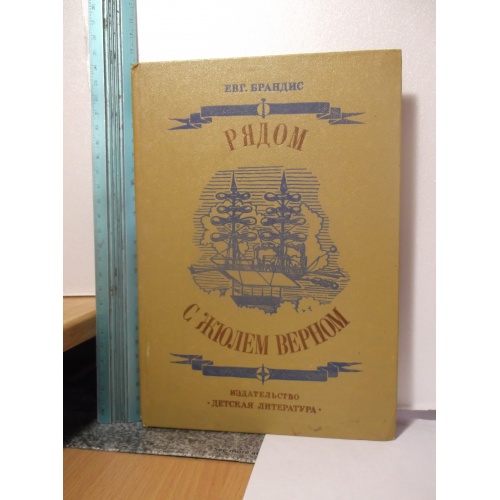 ЕВГ. БРАНДИС
РЯДОМ
С ЖЮЛЕМ ВЕРНОМ
ИЗДАТЕЛЬСТВО
·ДЕТСКАЯ ЛИТЕРАТУРА·